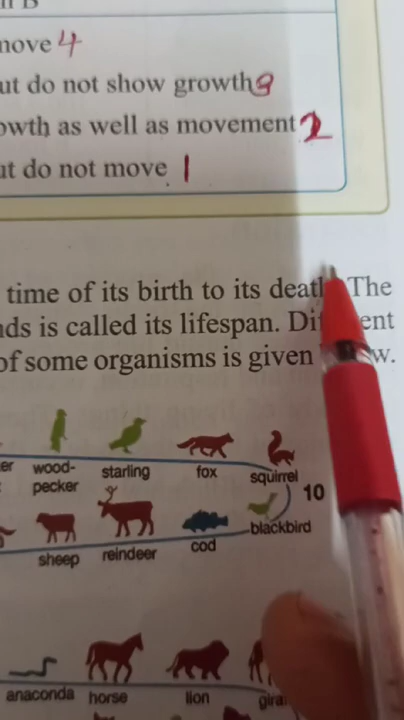 move 4
ut do not show growth 3
owth as well as movement 2
ut do not move 1
time of its birth to its death. The
nds is called its lifespan.
of some organisms is given
er wood-pecker starling fox squirrel
10
sheep reindeer cod blackbird
anaconda horse lion